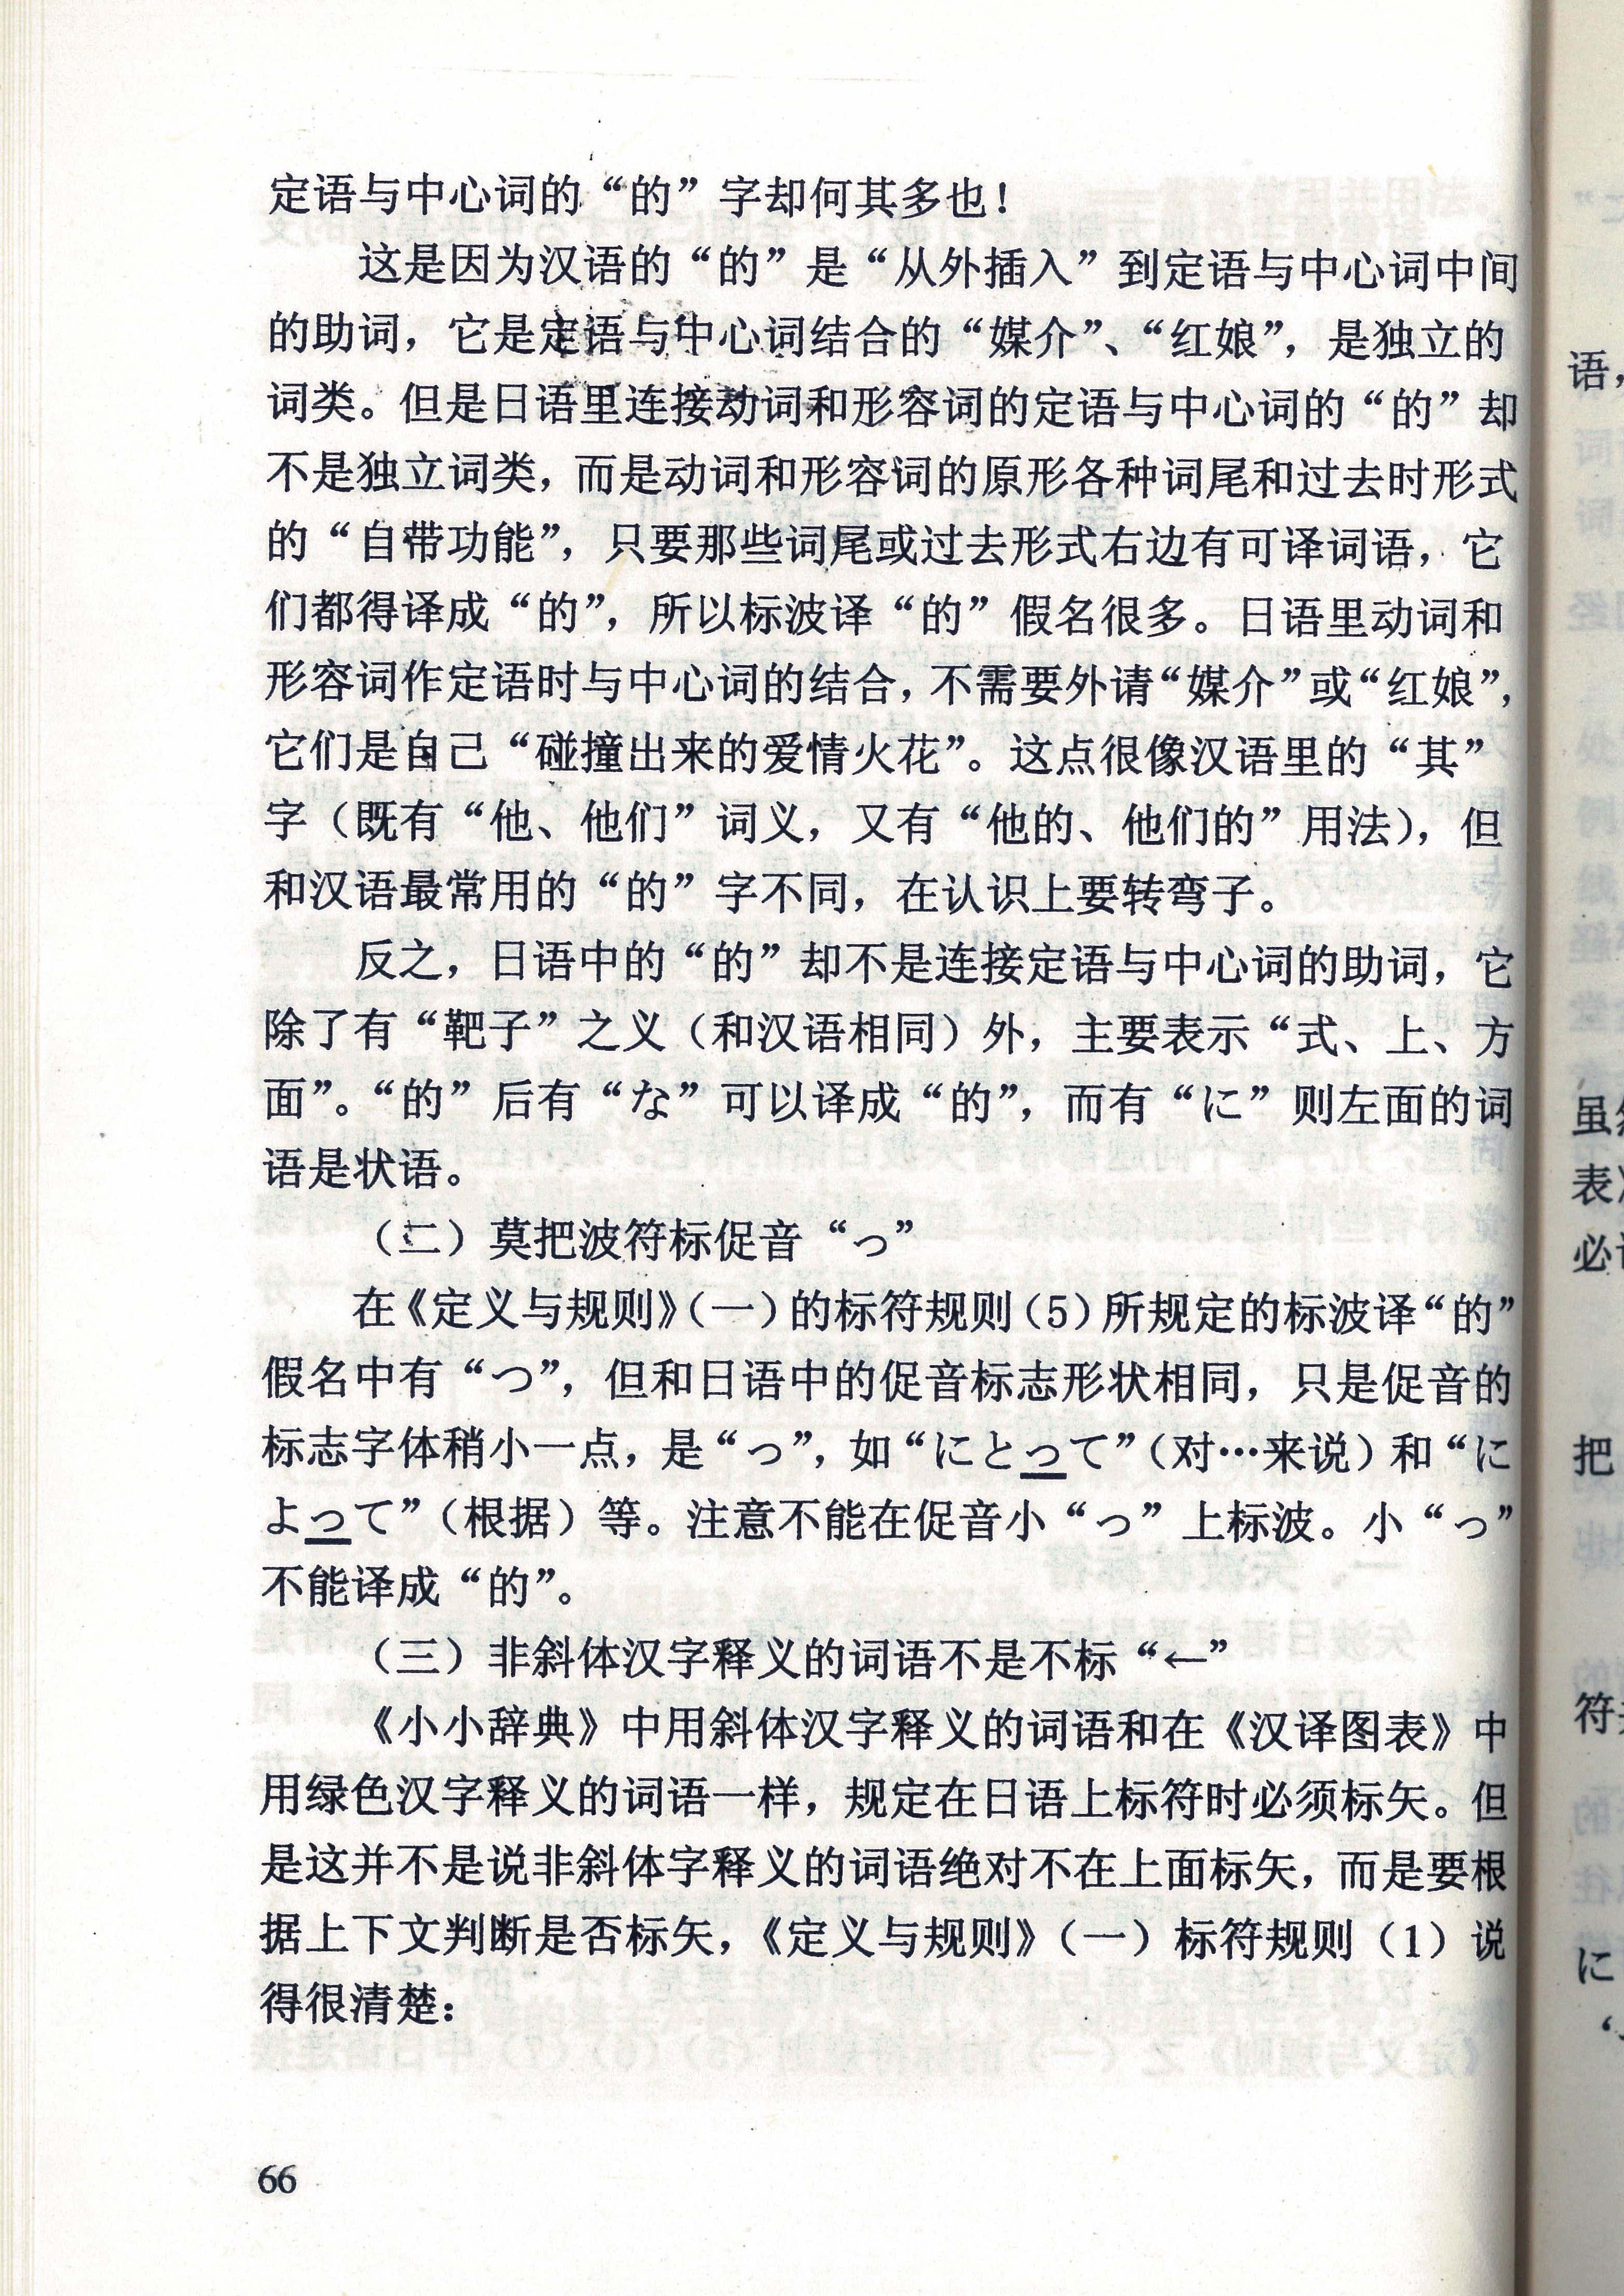 定语与中心词的“的”字却何其多也！
这是因为汉语的“的”是“从外插入”到定语与中心词中间
的助词，它是定语与中心词结合的“媒介”、“红娘”，是独立的
词类。但是日语里连接动词和形容词的定语与中心词的“的”却
不是独立词类，而是动词和形容词的原形各种词尾和过去时形式
的“自带功能”，只要那些词尾或过去形式右边有可译词语，它
们都得译成“的”，所以标波译“的”假名很多。日语里动词和
形容词作定语时与中心词的结合，不需要外请“媒介”或“红娘”，
它们是自己“碰撞出来的爱情火花”。这点很像汉语里的“其”
字（既有“他、他们”词义，又有“他的、他们的”用法），但
和汉语最常用的“的”字不同，在认识上要转弯子。
反之，日语中的“的”却不是连接定语与中心词的助词，它
除了有“靶子”之义（和汉语相同）外，主要表示“式、上、方
面”。“的”后有“な”可以译成“的”，而有“に”则左面的词
语是状语。
（二）莫把波符标促音“っ”
在《定义与规则》（一）的标符规则（5）所规定的标波译“的”
假名中有“つ”，但和日语中的促音标志形状相同，只是促音的
标志字体稍小一点，是“っ”，如“にとって”（对…来说）和“に
よって”（根据）等。注意不能在促音小“っ”上标波。小“っ”
不能译成“的”。
（三）非斜体汉字释义的词语不是不标“←”
《小小辞典》中用斜体汉字释义的词语和在《汉译图表》中
用绿色汉字释义的词语一样，规定在日语上标符时必须标矢。但
是这并不是说非斜体字释义的词语绝对不在上面标矢，而是要根
据上下文判断是否标矢，《定义与规则》（一）标符规则（1）说
得很清楚：
66
语，
表
必
把
符
に